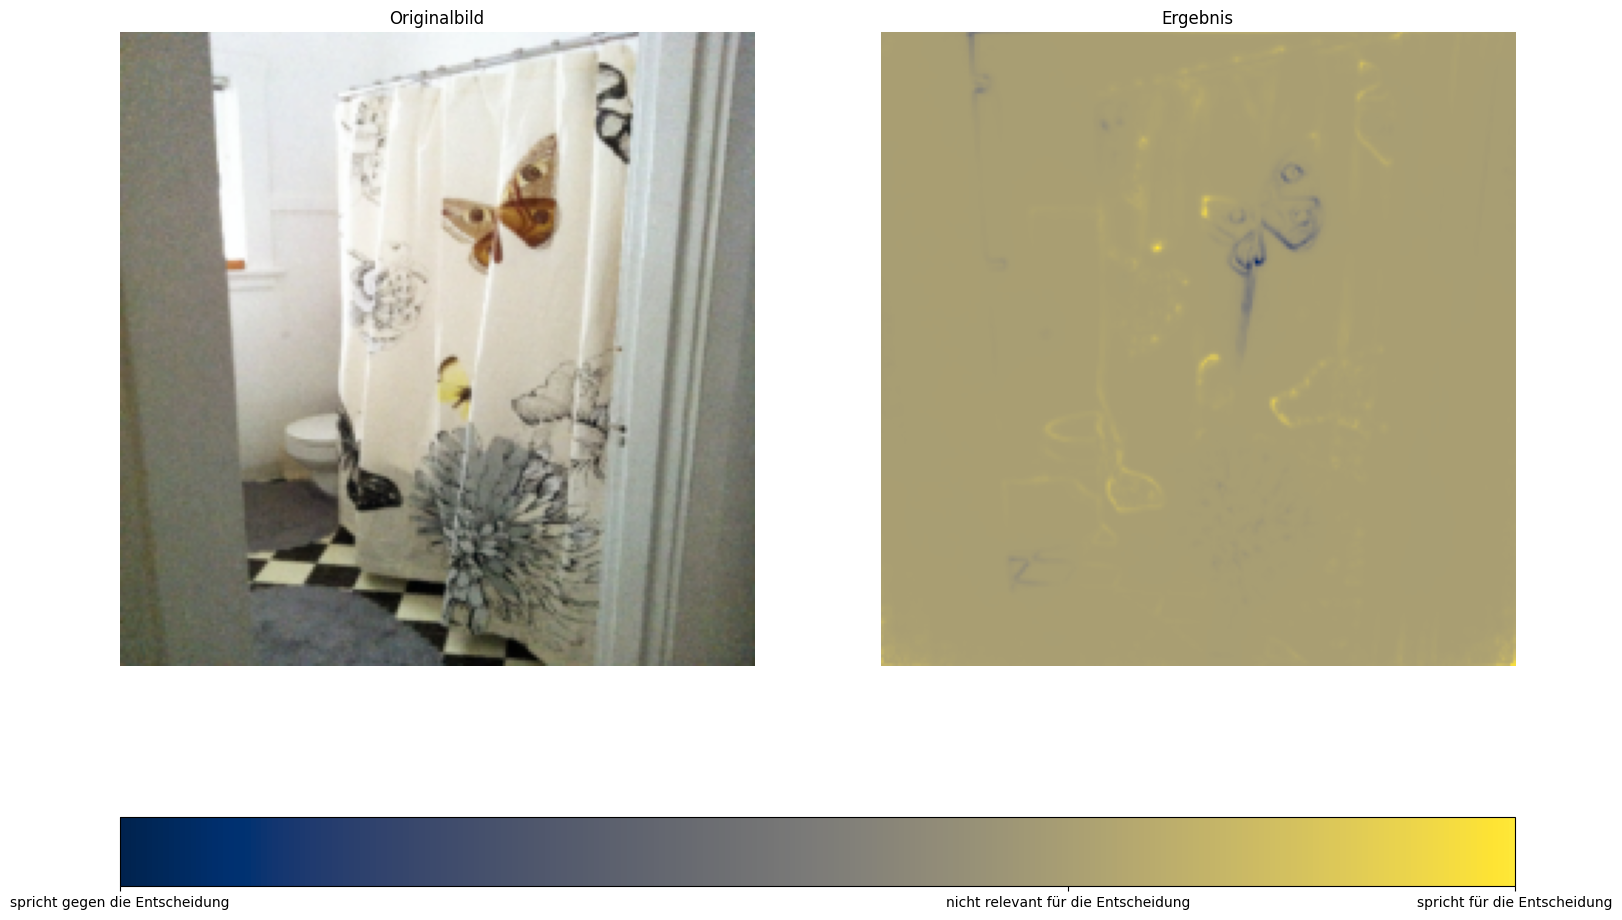 Originalbild
Ergebnis
spricht gegen die Entscheidung
nicht relevant für die Entscheidung
spricht für die Entscheidung